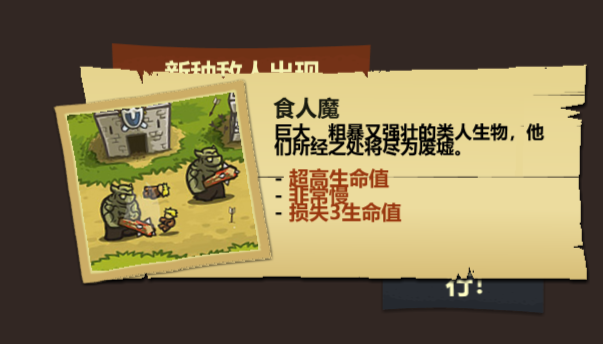 新种敌人出现
食人魔
巨大、粗暴又强壮的类人生物，他
们所经之处将尽为废墟。
- 超高生命值
- 非常慢
- 损失3生命值
行！